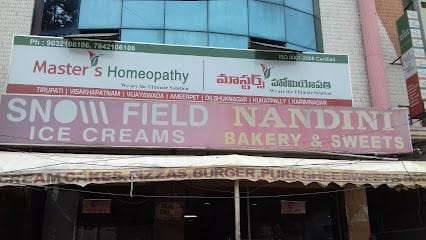 Ph : 9032106106, 7842106106
ISO 9001-2008 Certified
Master's Homeopathy
We are the Ultimate Solution
మాస్టర్స్ హోమియోపతి
We are the Ultimate Solution
TIRUPATI | VISAKHAPATNAM | VIJAYAWADA | AMEERPET | DILSHUKNAGAR | KUKATPALLY | KARIMNAGAR
SNOW FIELD
ICE CREAMS
NANDINI
BAKERY & SWEETS
CAKES, PIZZAS, BURGER, PURE GHEE